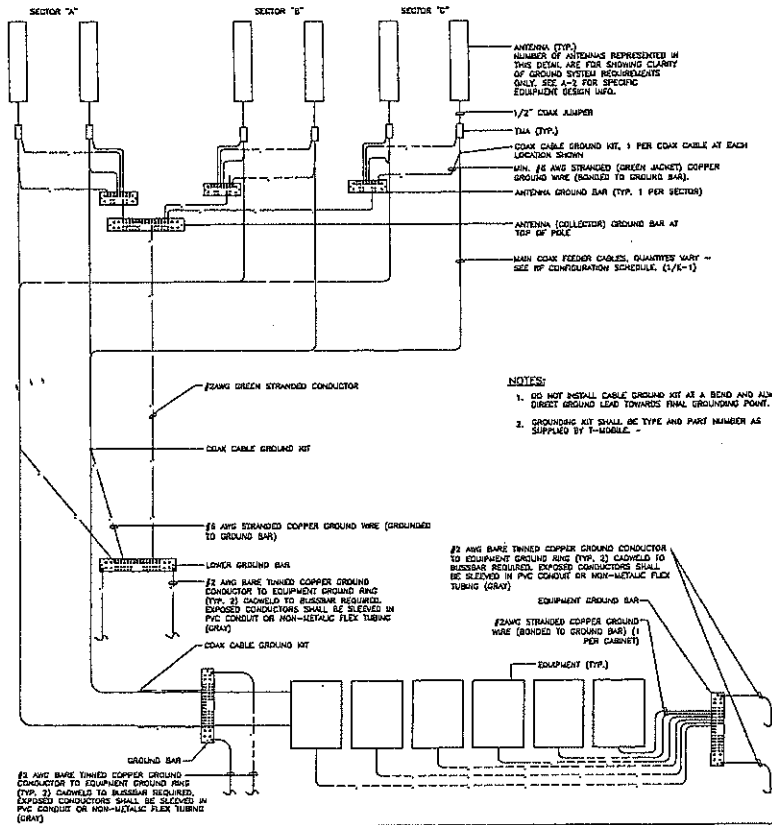 SECTOR "A"
SECTOR "B"
SECTOR "C"
ANTENNA (TYP.)
NUMBER OF ANTENNAS REPRESENTED IN
THIS DETAIL ARE FOR SHOWING CLARITY
OF GROUND SYSTEM REQUIREMENTS
ONLY. SEE A-2 FOR SPECIFIC
EQUIPMENT DESIGN INFO.
1/2" COAX JUMPER
TMA (TYP.)
COAX CABLE GROUND KIT, 1 PER COAX CABLE AT EACH
LOCATION SHOWN
MIN. #6 AWG STRANDED (GREEN JACKET) COPPER
GROUND WIRE (BONDED TO GROUND BAR).
ANTENNA GROUND BAR (TYP. 1 PER SECTOR)
ANTENNA (COLLECTOR) GROUND BAR AT
TOP OF POLE
MAIN COAX FEEDER CABLES, QUANTITES VARY ~
SEE RF CONFIGURATION SCHEDULE. (1/K-1)
#2AWG GREEN STRANDED CONDUCTOR
NOTES:
1. DO NOT INSTALL CABLE GROUND KIT AT A BEND AND
DIRECT GROUND LEAD TOWARDS FINAL GROUNDING POINT.
2. GROUNDING KIT SHALL BE TYPE AND PART NUMBER AS
SUPPLIED BY T-MOBILE. -
COAX CABLE GROUND KIT
#6 AWG STRANDED COPPER GROUND WIRE (GROUNDED
TO GROUND BAR)
LOWER GROUND BAR
#2 AWG BARE TINNED COPPER GROUND
CONDUCTOR TO EQUIPMENT GROUND RING
(TYP. 2) CADWELD TO BUSSBAR REQUIRED.
EXPOSED CONDUCTORS SHALL BE SLEEVED IN
PVC CONDUIT OR NON-METALIC FLEX TUBING
(GRAY)
#2 AWG BARE TINNED COPPER GROUND CONDUCTOR
TO EQUIPMENT GROUND RING (TYP. 2) CADWELD TO
BUSSBAR REQUIRED. EXPOSED CONDUCTORS SHALL
BE SLEEVED IN PVC CONDUIT OR NON-METALIC FLEX
TUBING (GRAY)
EQUIPMENT GROUND BAR
#2AWG STRANDED COPPER GROUND
WIRE (BONDED TO GROUND BAR) (1
PER CABINET)
COAX CABLE GROUND KIT
EQUIPMENT (TYP.)
GROUND BAR
#2 AWG BARE TINNED COPPER GROUND
CONDUCTOR TO EQUIPMENT GROUND RING
(TYP. 2) CADWELD TO BUSSBAR REQUIRED.
EXPOSED CONDUCTORS SHALL BE SLEEVED IN
PVC CONDUIT OR NON-METALIC FLEX TUBING
(GRAY)